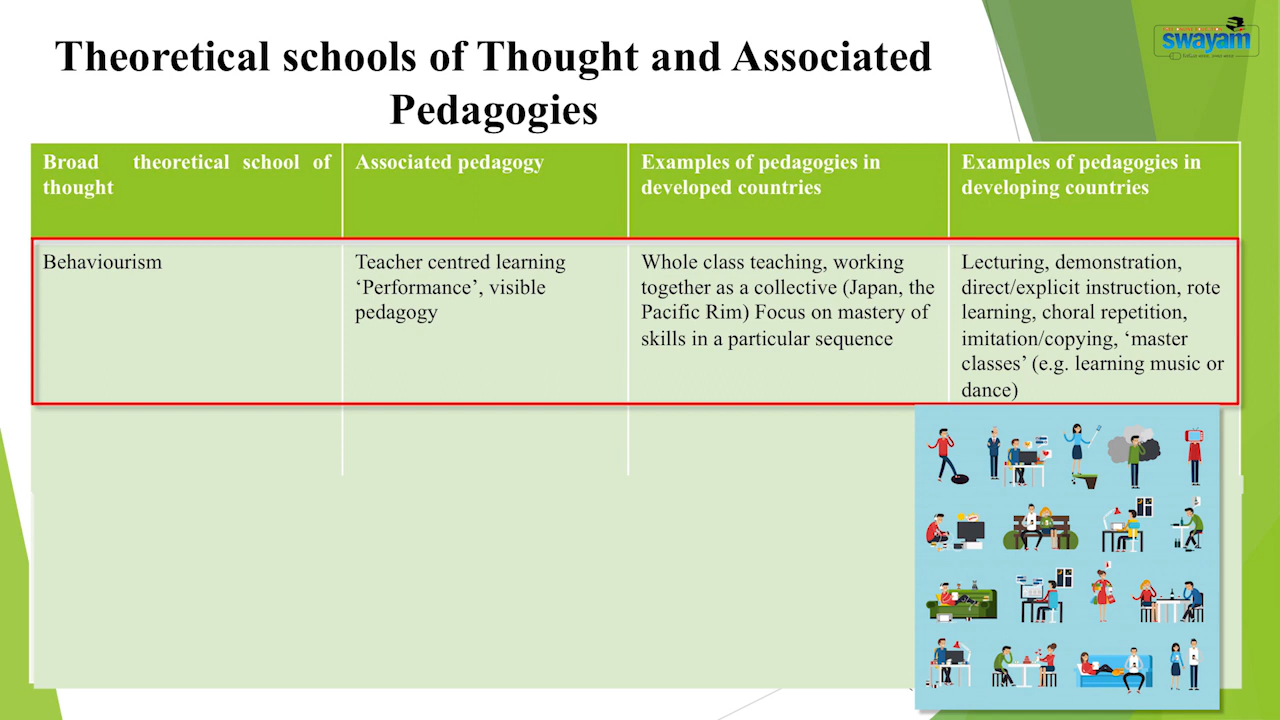 Theoretical schools of Thought and Associated
Pedagogies
swayam
Broad theoretical school of
thought
Associated pedagogy
Examples of pedagogies in
developed countries
Examples of pedagogies in
developing countries
Behaviourism
Teacher centred learning
‘Performance’, visible
pedagogy
Whole class teaching, working
together as a collective (Japan, the
Pacific Rim) Focus on mastery of
skills in a particular sequence
Lecturing, demonstration,
direct/explicit instruction, rote
learning, choral repetition,
imitation/copying, ‘master
classes’ (e.g. learning music or
dance)